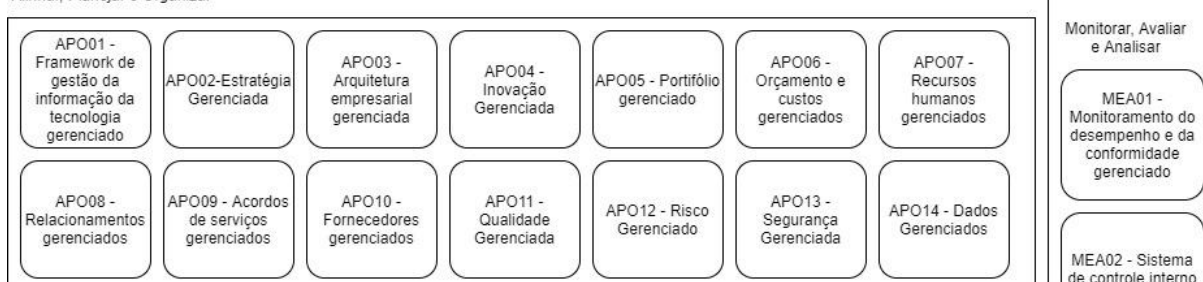 Alinhar, Planejar e Organizar
APO01 -
Framework de
gestão da
informação da
tecnologia
gerenciado
APO02-Estratégia
Gerenciada
APO03 -
Arquitetura
empresarial
gerenciada
APO04 -
Inovação
Gerenciada
APO05 - Portifólio
gerenciado
APO06 -
Orçamento e
custos
gerenciados
APO07 -
Recursos
humanos
gerenciados
APO08 -
Relacionamentos
gerenciados
APO09 - Acordos
de serviços
gerenciados
APO10 -
Fornecedores
gerenciados
APO11 -
Qualidade
Gerenciada
APO12 - Risco
Gerenciado
APO13 -
Segurança
Gerenciada
APO14 - Dados
Gerenciados
Monitorar, Avaliar
e Analisar
MEA01 -
Monitoramento do
desempenho e da
conformidade
gerenciado
MEA02 - Sistema
de controle interno